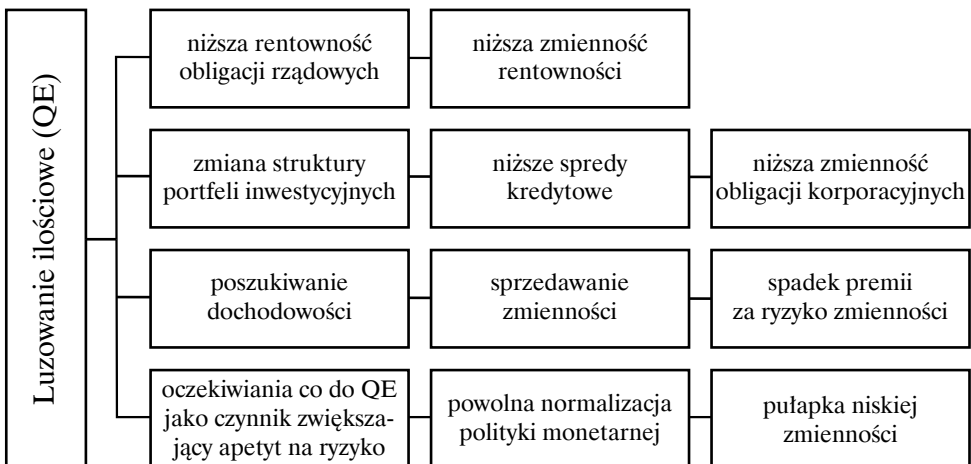 Luzowanie ilościowe (QE)
niższa rentowność
obligacji rządowych
niższa zmienność
rentowności
zmiana struktury
portfeli inwestycyjnych
niższe spredy
kredytowe
niższa zmienność
obligacji korporacyjnych
poszukiwanie
dochodowości
sprzedawanie
zmienności
spadek premii
za ryzyko zmienności
oczekiwiania co do QE
jako czynnik zwiększa-
jący apetyt na ryzyko
powolna normalizacja
polityki monetarnej
pułapka niskiej
zmienności